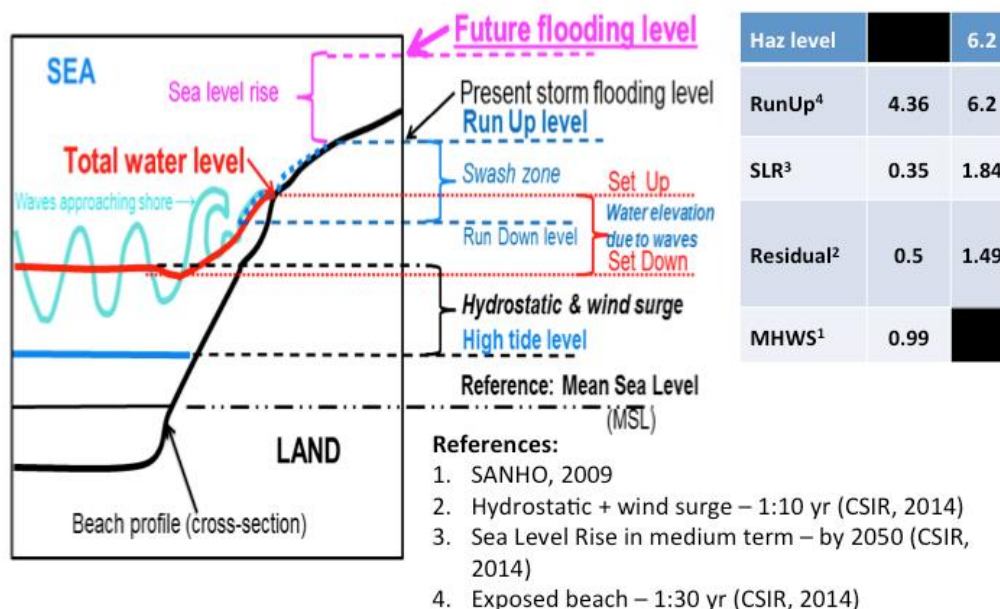 Future flooding level
SEA
Sea level rise
Present storm flooding level
Run Up level
Total water level
Swash zone
Set Up
Waves approaching shore
Water elevation
due to waves
Run Down level
Set Down
Hydrostatic & wind surge
High tide level
Reference: Mean Sea Level
(MSL)
LAND
Beach profile (cross-section)
Haz level 6.2
RunUp4 4.36 6.2
SLR3 0.35 1.84
Residual2 0.5 1.49
MHWS1 0.99
References:
1. SANHO, 2009
2. Hydrostatic + wind surge – 1:10 yr (CSIR, 2014)
3. Sea Level Rise in medium term – by 2050 (CSIR,
2014)
4. Exposed beach – 1:30 yr (CSIR, 2014)